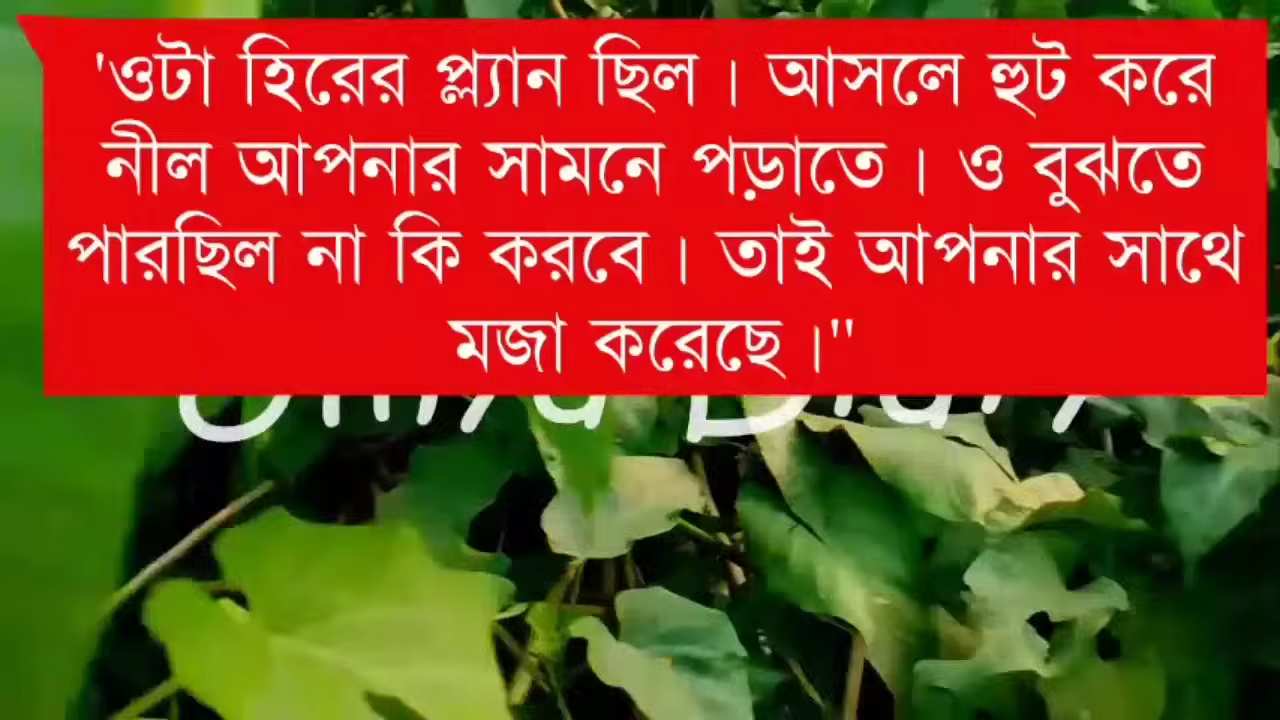 'ওটা হিরের প্ল্যান ছিল। আসলে হুট করে
নীল আপনার সামনে পড়াতে। ও বুঝতে
পারছিল না কি করবে। তাই আপনার সাথে
মজা করেছে।"